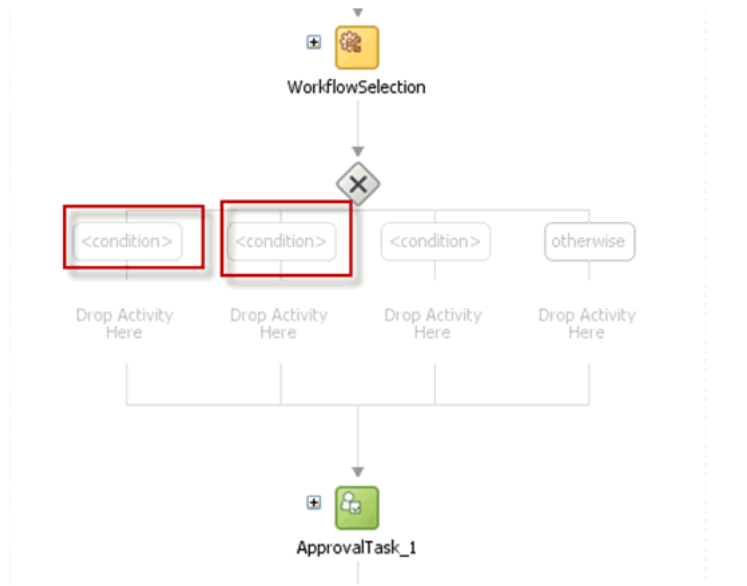 WorkflowSelection
<condition> <condition> <condition> otherwise
Drop Activity Drop Activity Drop Activity Drop Activity
Here Here Here Here
ApprovalTask_1